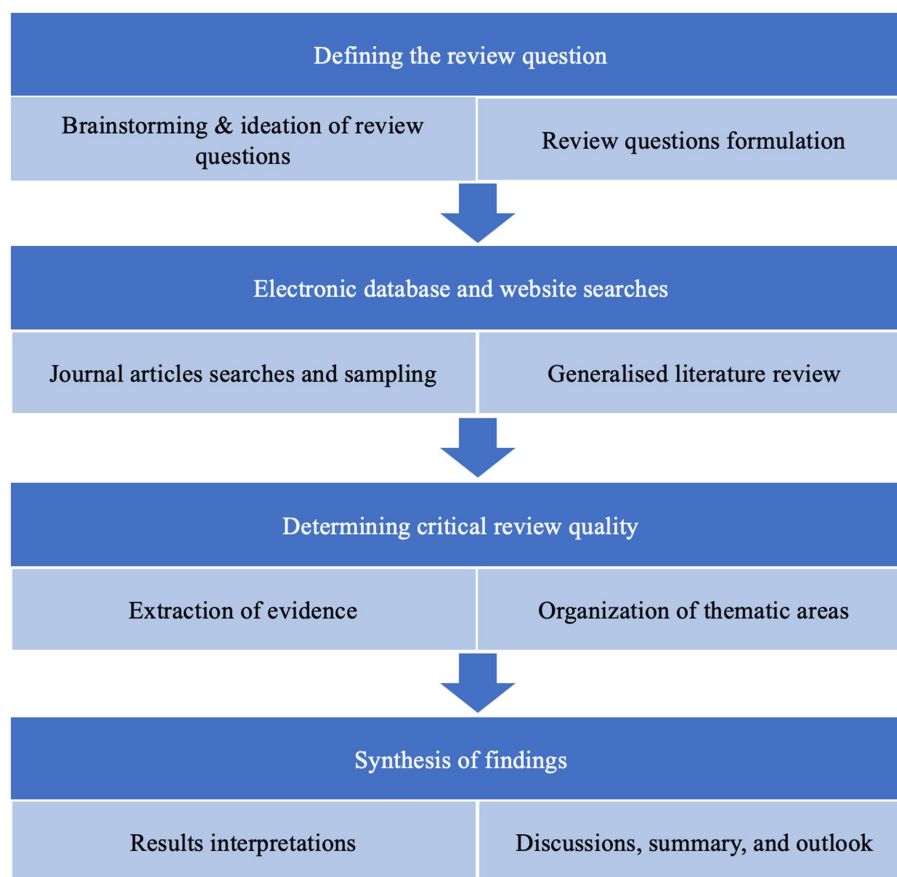 Defining the review question
Brainstorming & ideation of review
questions
Review questions formulation
Electronic database and website searches
Journal articles searches and sampling
Generalised literature review
Determining critical review quality
Extraction of evidence
Organization of thematic areas
Synthesis of findings
Results interpretations
Discussions, summary, and outlook